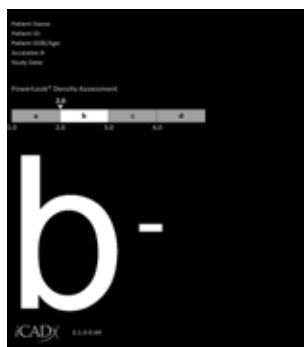 Patient Name:
Patient ID:
Patient DOB/Age:
Accession #:
Study Date:
PowerLook® Density Assessment
2.0
a b c d
1.0 2.0 3.0 4.0
b-
iCAD